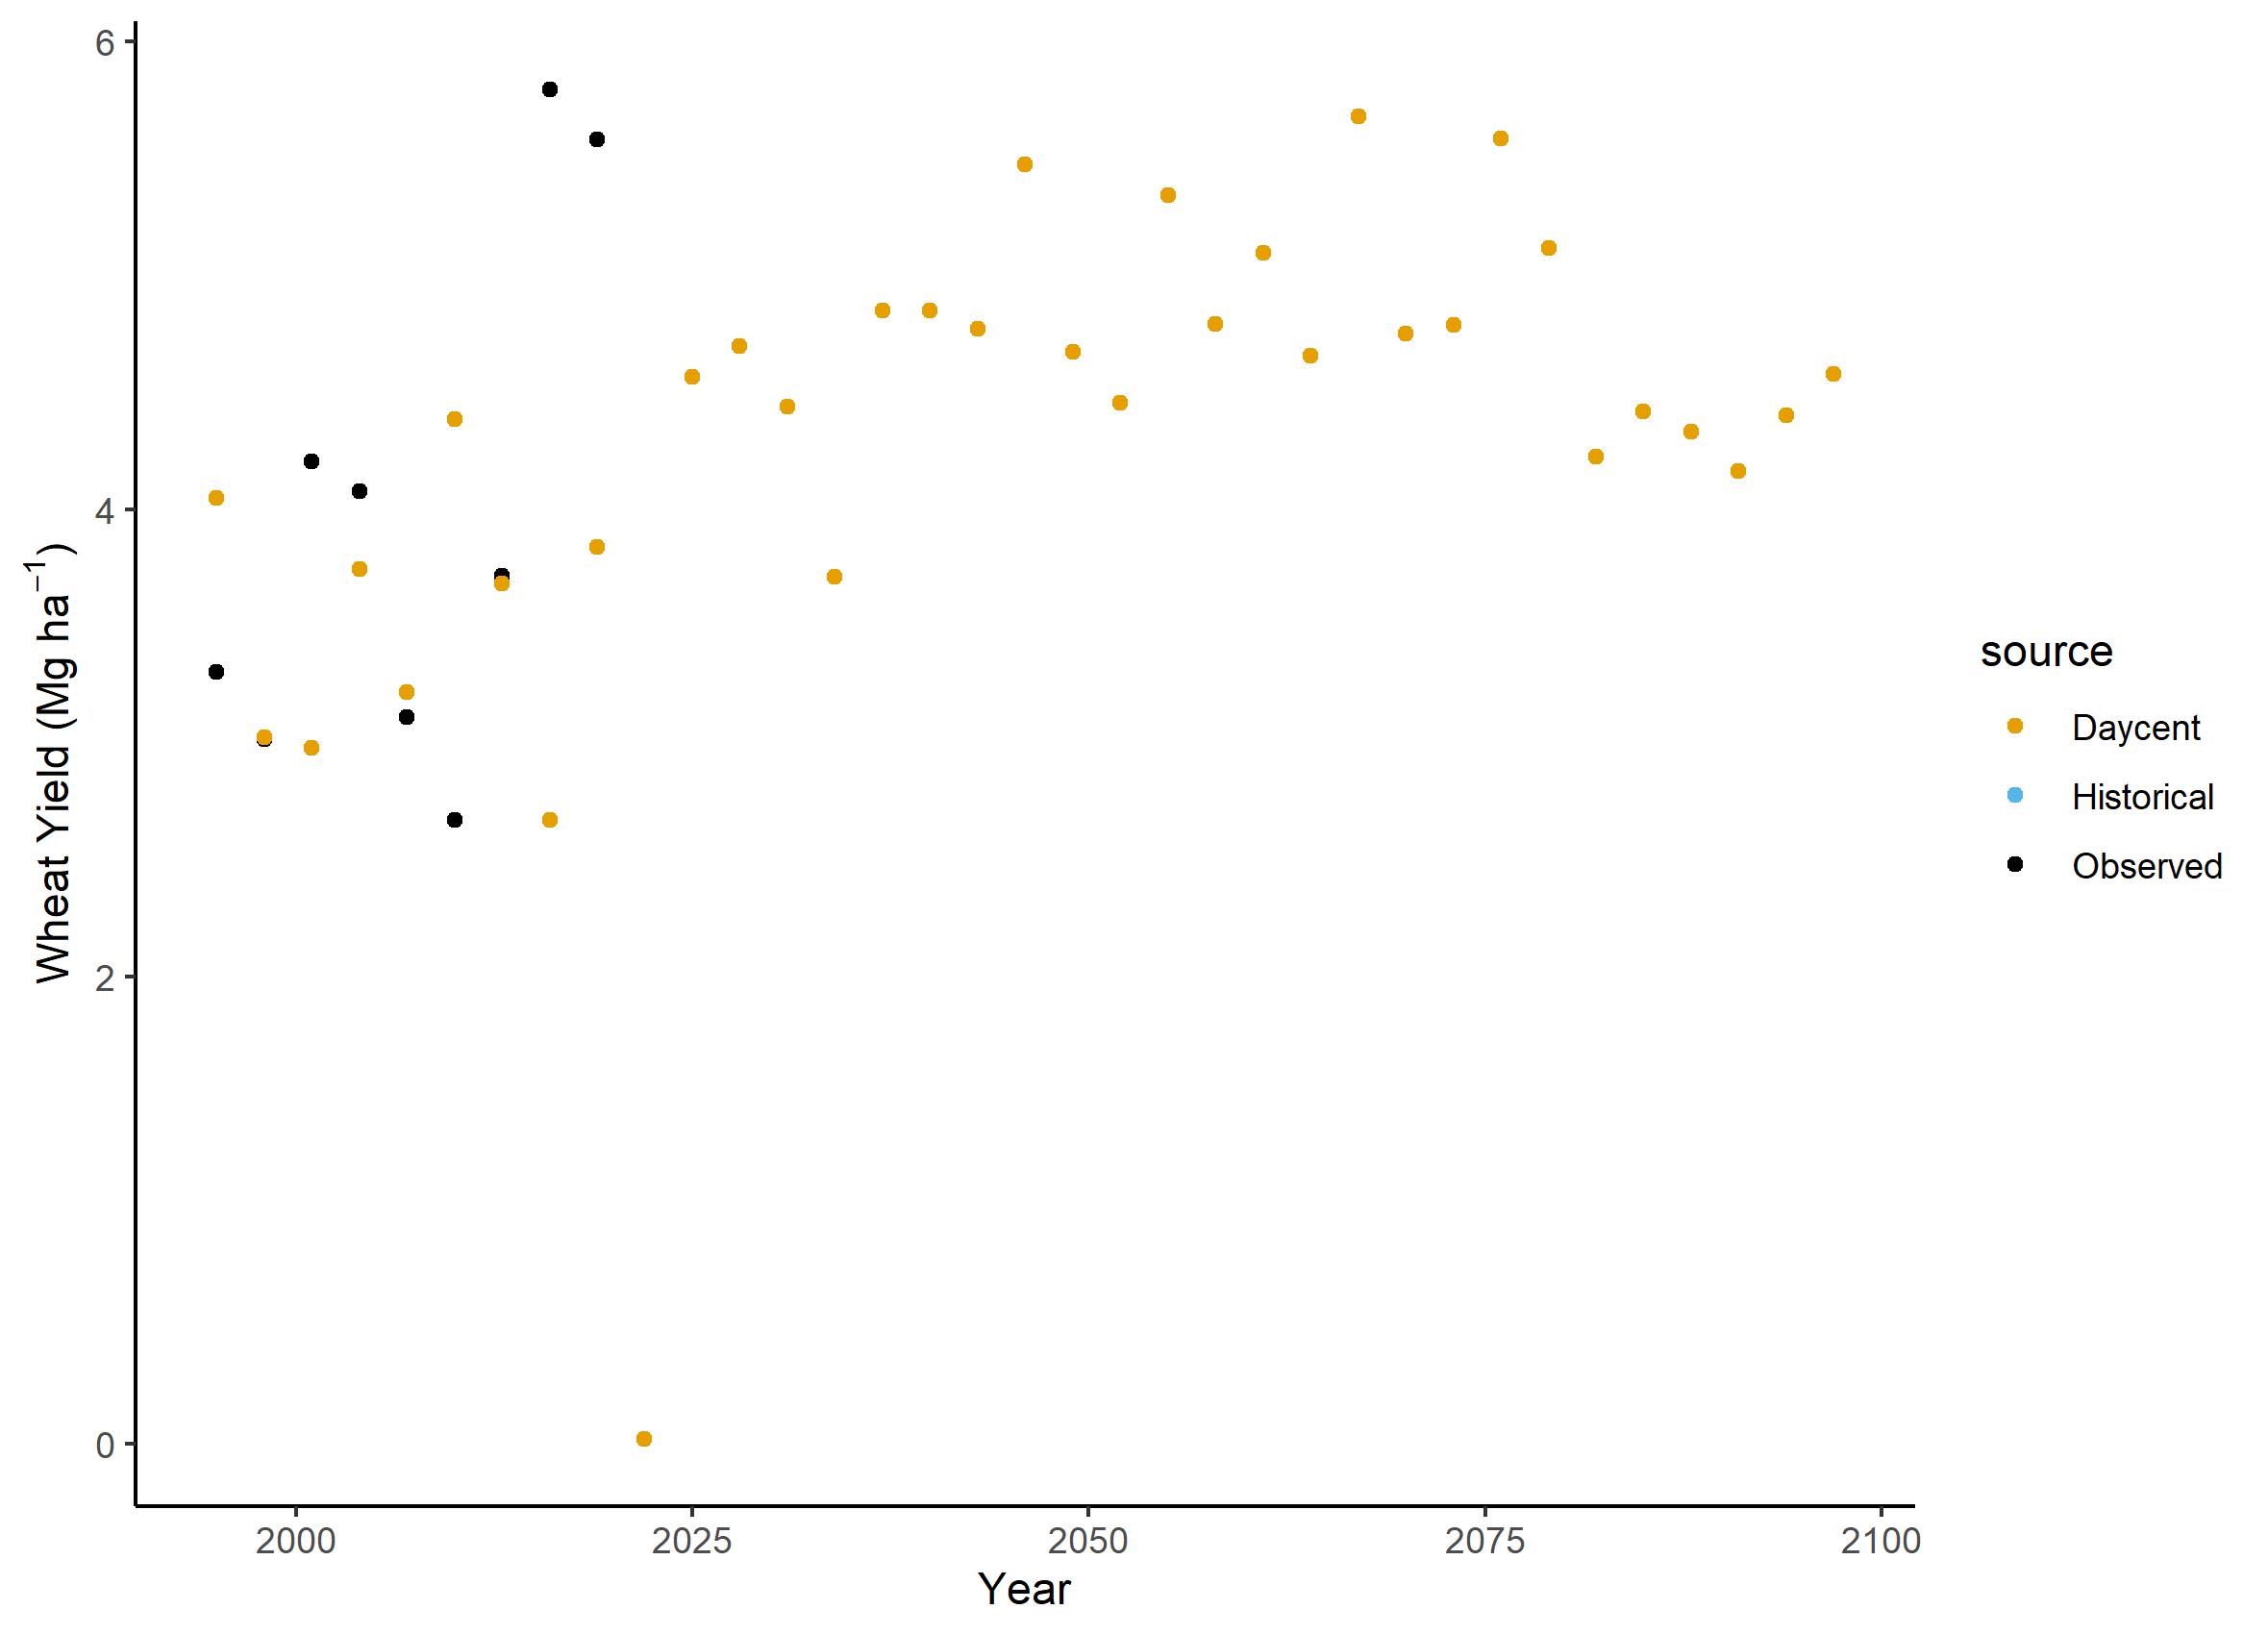 6
4
2
0
Wheat Yield (Mg ha⁻¹)
2000 2025 2050 2075 2100
Year
source
Daycent
Historical
Observed